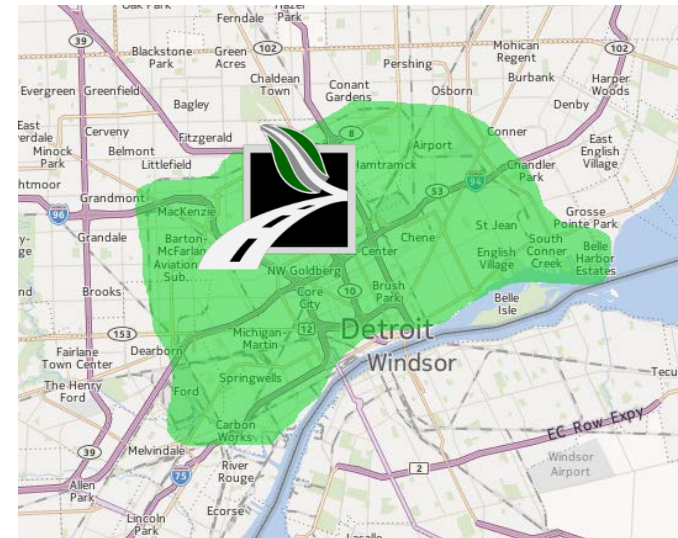 Ferndale
Park
39
Blackstone
Park
Green
Acres
102
Mohican
Regent
102
Pershing
Chaldean
Town
Conant
Gardens
Burbank
Harper
Woods
Evergreen
Greenfield
Osborn
Bagley
Denby
8
East
Cerveny
Fitzgerald
Airport
Conner
East
English
Village
Minock
Park
Belmont
Littlefield
Hamtramck
Chandler
Park
94
53
Grandmont
96
MacKenzie
Grosse
Pointe Park
Grandale
Barton-
McFarlane
Aviation
Sub.
Center
Chene
St Jean
English
Village
South
Conner
Creek
Belle
Harbor
Estates
NW Goldberg
Brooks
Core
City
10
Brush
Park
Belle
Isle
153
Michigan-
Martin
12
Detroit
Windsor
Fairlane
Town Center
Dearborn
The Henry
Ford
Ford
Springwells
Tecu
Carbon
Works
EC Row Expy
39
Melvindale
River
Rouge
75
2
Windsor
Airport
Allen
Park
Ecorse
Lincoln
Park